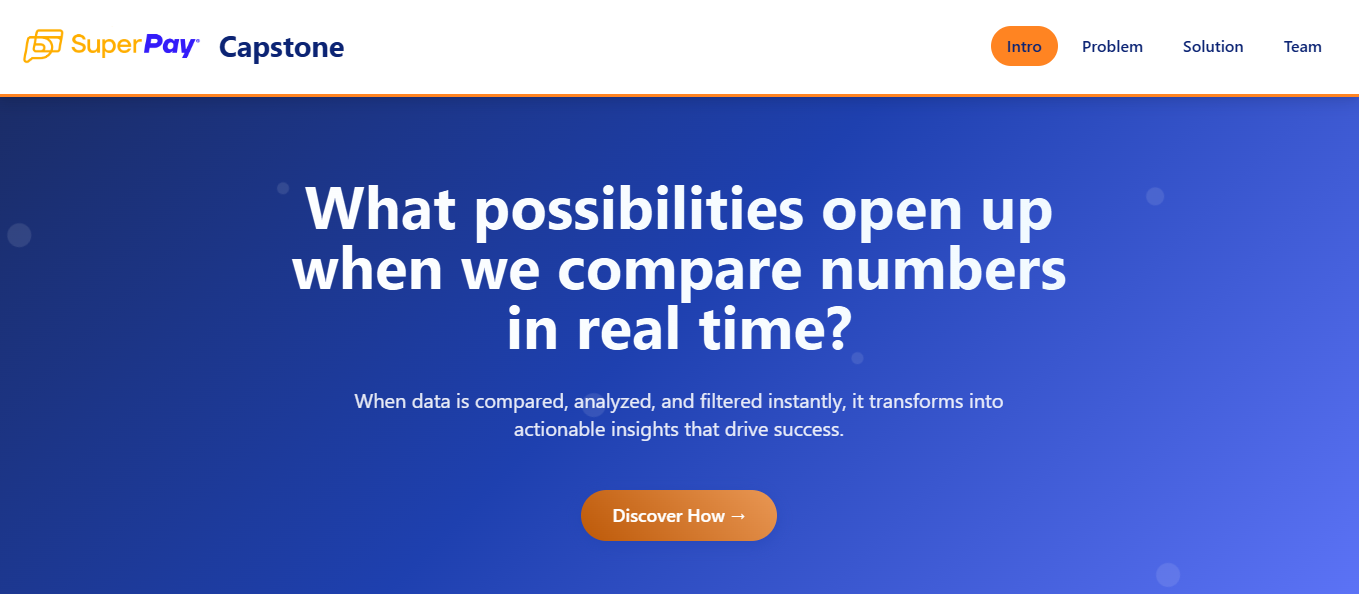 SuperPay Capstone
Intro Problem Solution Team
What possibilities open up
when we compare numbers
in real time?
When data is compared, analyzed, and filtered instantly, it transforms into
actionable insights that drive success.
Discover How →